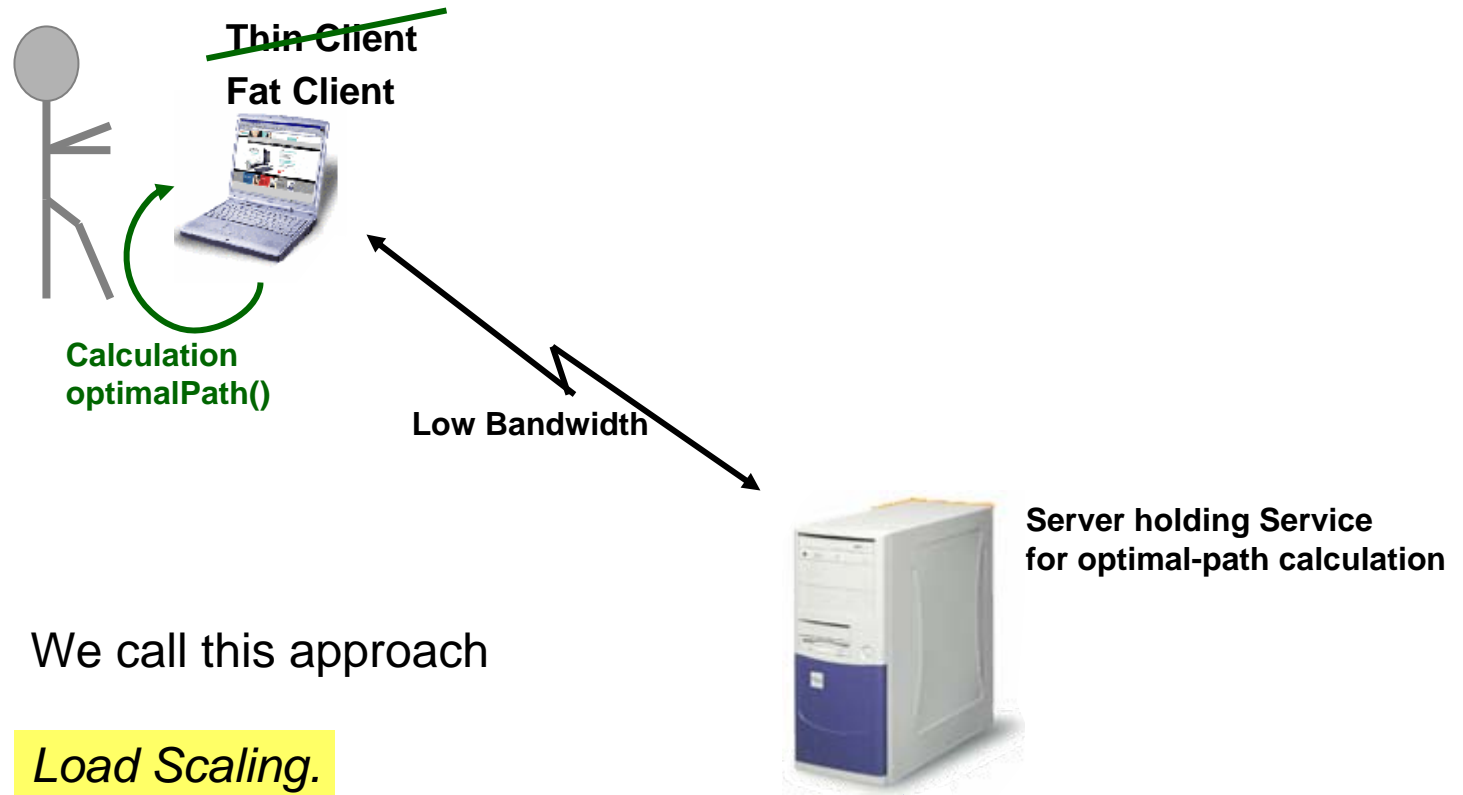 Thin Client
Fat Client
Calculation
optimalPath()
Low Bandwidth
Server holding Service
for optimal-path calculation
We call this approach
Load Scaling.